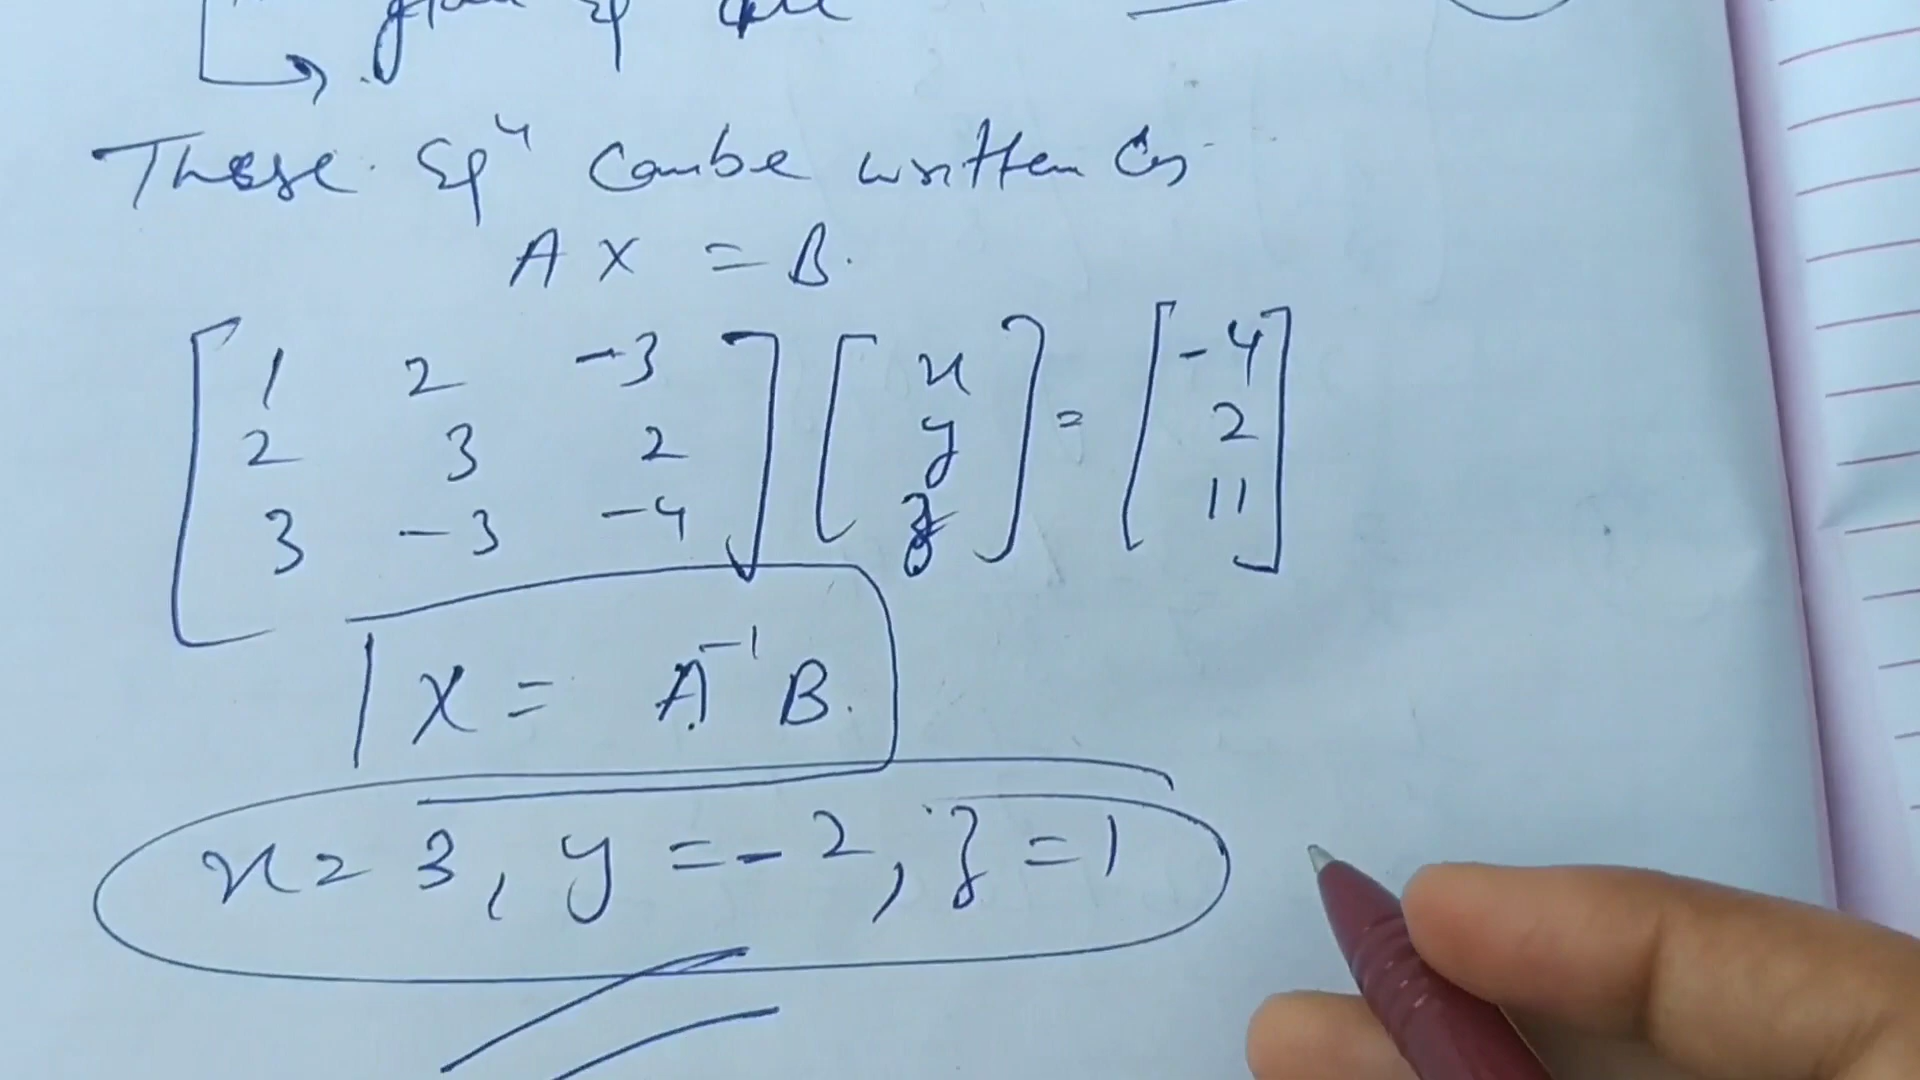 These Eqⁿ can be written as
A X = B.
[ 1 2 -3 ] [ x ] = [ -4 ]
[ 2 3 2 ] [ y ] = [ 2 ]
[ 3 -3 -4 ] [ z ] = [ 11 ]
X = A⁻¹ B.
x = 3, y = -2, z = 1